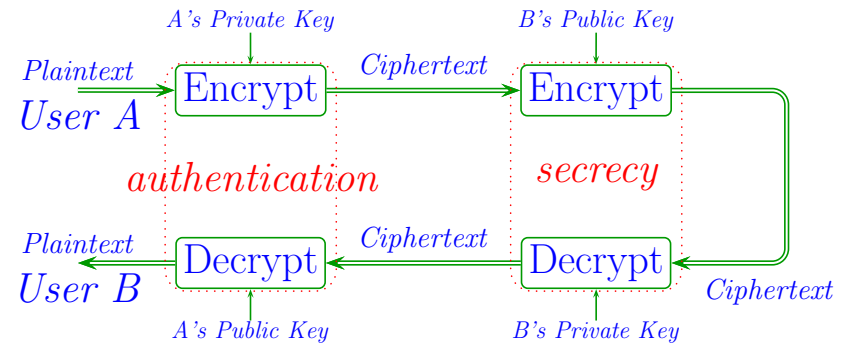 A's Private Key
B's Public Key
Plaintext
Ciphertext
Encrypt
Encrypt
User A
authentication
secrecy
Plaintext
Ciphertext
Decrypt
Decrypt
User B
Ciphertext
A's Public Key
B's Private Key